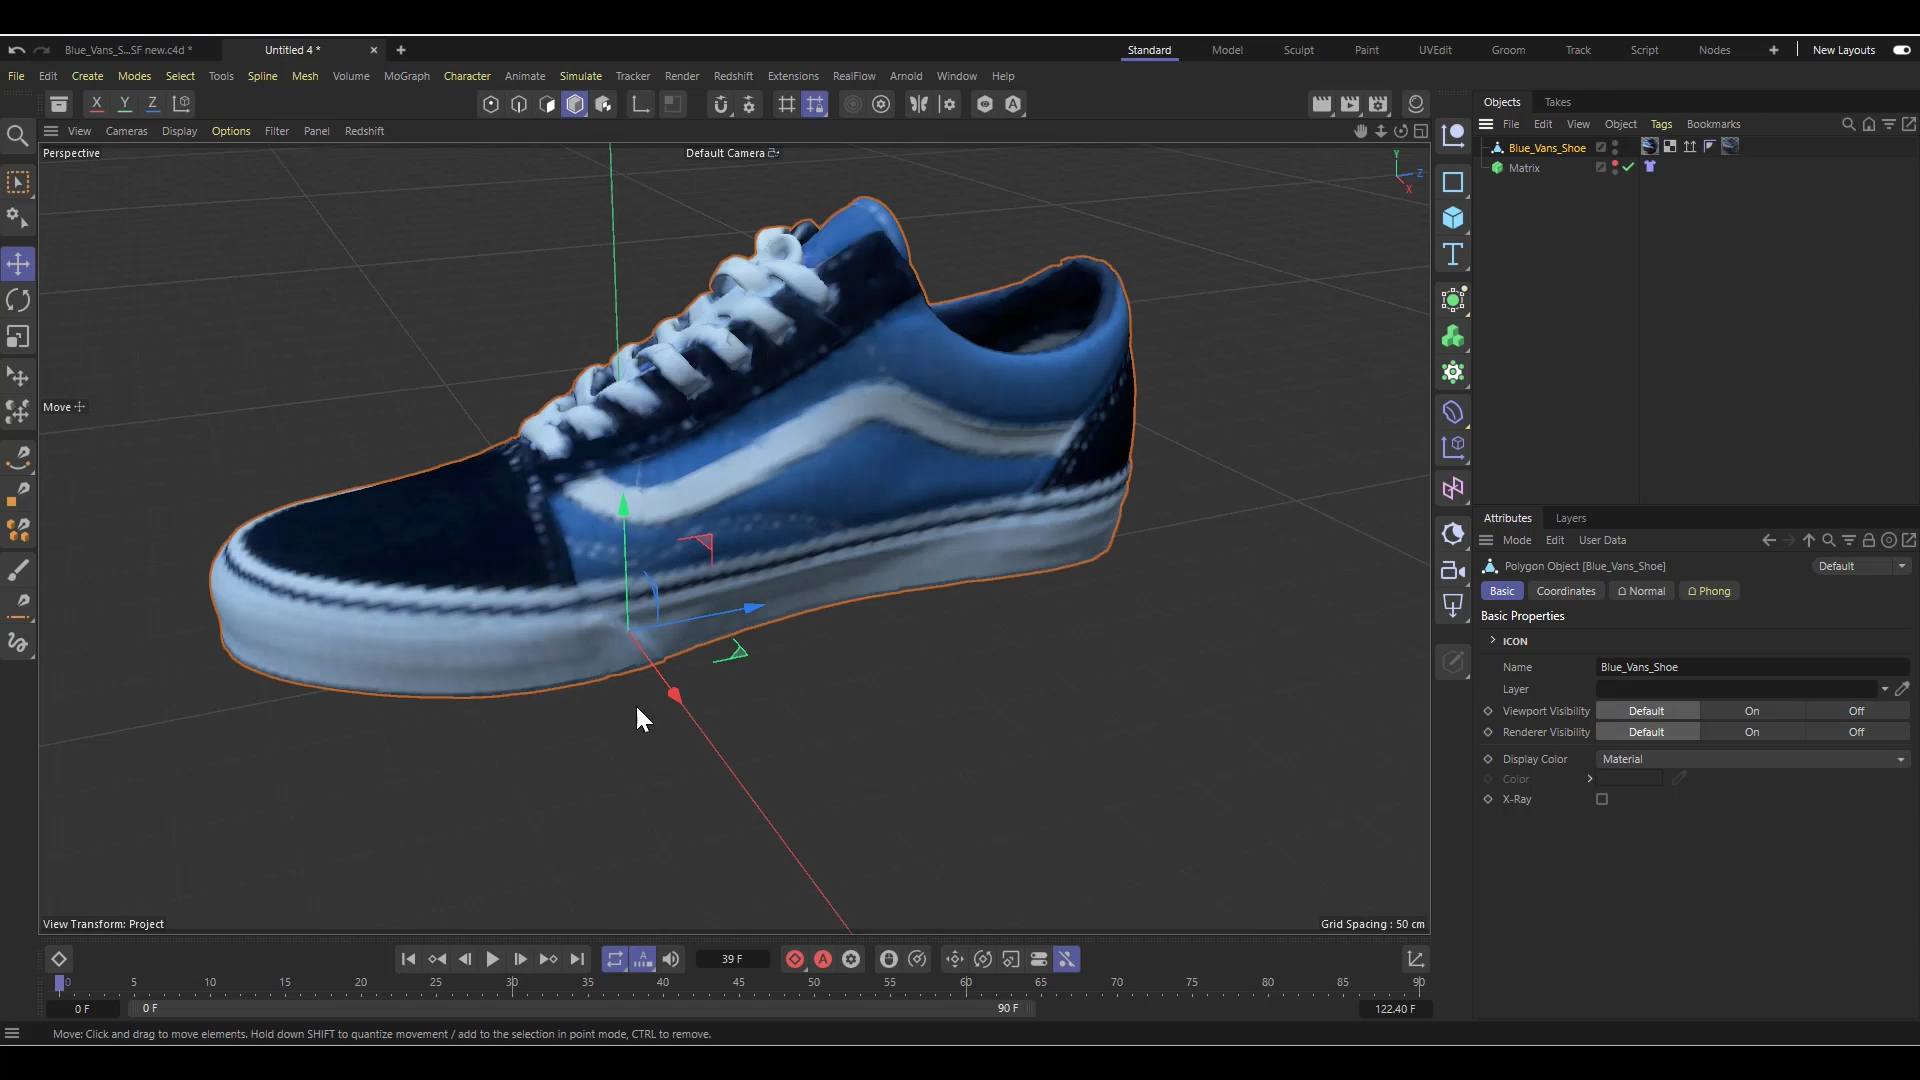 Blue_Vans_S...SF new.c4d *
Untitled 4 *
Standard
Model
Sculpt
Paint
UVEdit
Groom
Track
Script
Nodes
New Layouts
File Edit Create Modes Select Tools Spline Mesh Volume MoGraph Character Animate Simulate Tracker Render Redshift Extensions RealFlow Arnold Window Help
X Y Z
View Cameras Display Options Filter Panel Redshift
Perspective
Default Camera
Y
Z
X
Move
View Transform: Project
Grid Spacing : 50 cm
Objects Takes
File Edit View Object Tags Bookmarks
Blue_Vans_Shoe
Matrix
Attributes Layers
Mode Edit User Data
Polygon Object [Blue_Vans_Shoe]
Default
Basic Coordinates Normal Phong
Basic Properties
ICON
Name Blue_Vans_Shoe
Layer
Viewport Visibility Default On Off
Renderer Visibility Default On Off
Display Color Material
Color
X-Ray
39 F
0 5 10 15 20 25 30 35 40 45 50 55 60 65 70 75 80 85 90
0 F
0 F
90 F
122.40 F
Move: Click and drag to move elements. Hold down SHIFT to quantize movement / add to the selection in point mode, CTRL to remove.